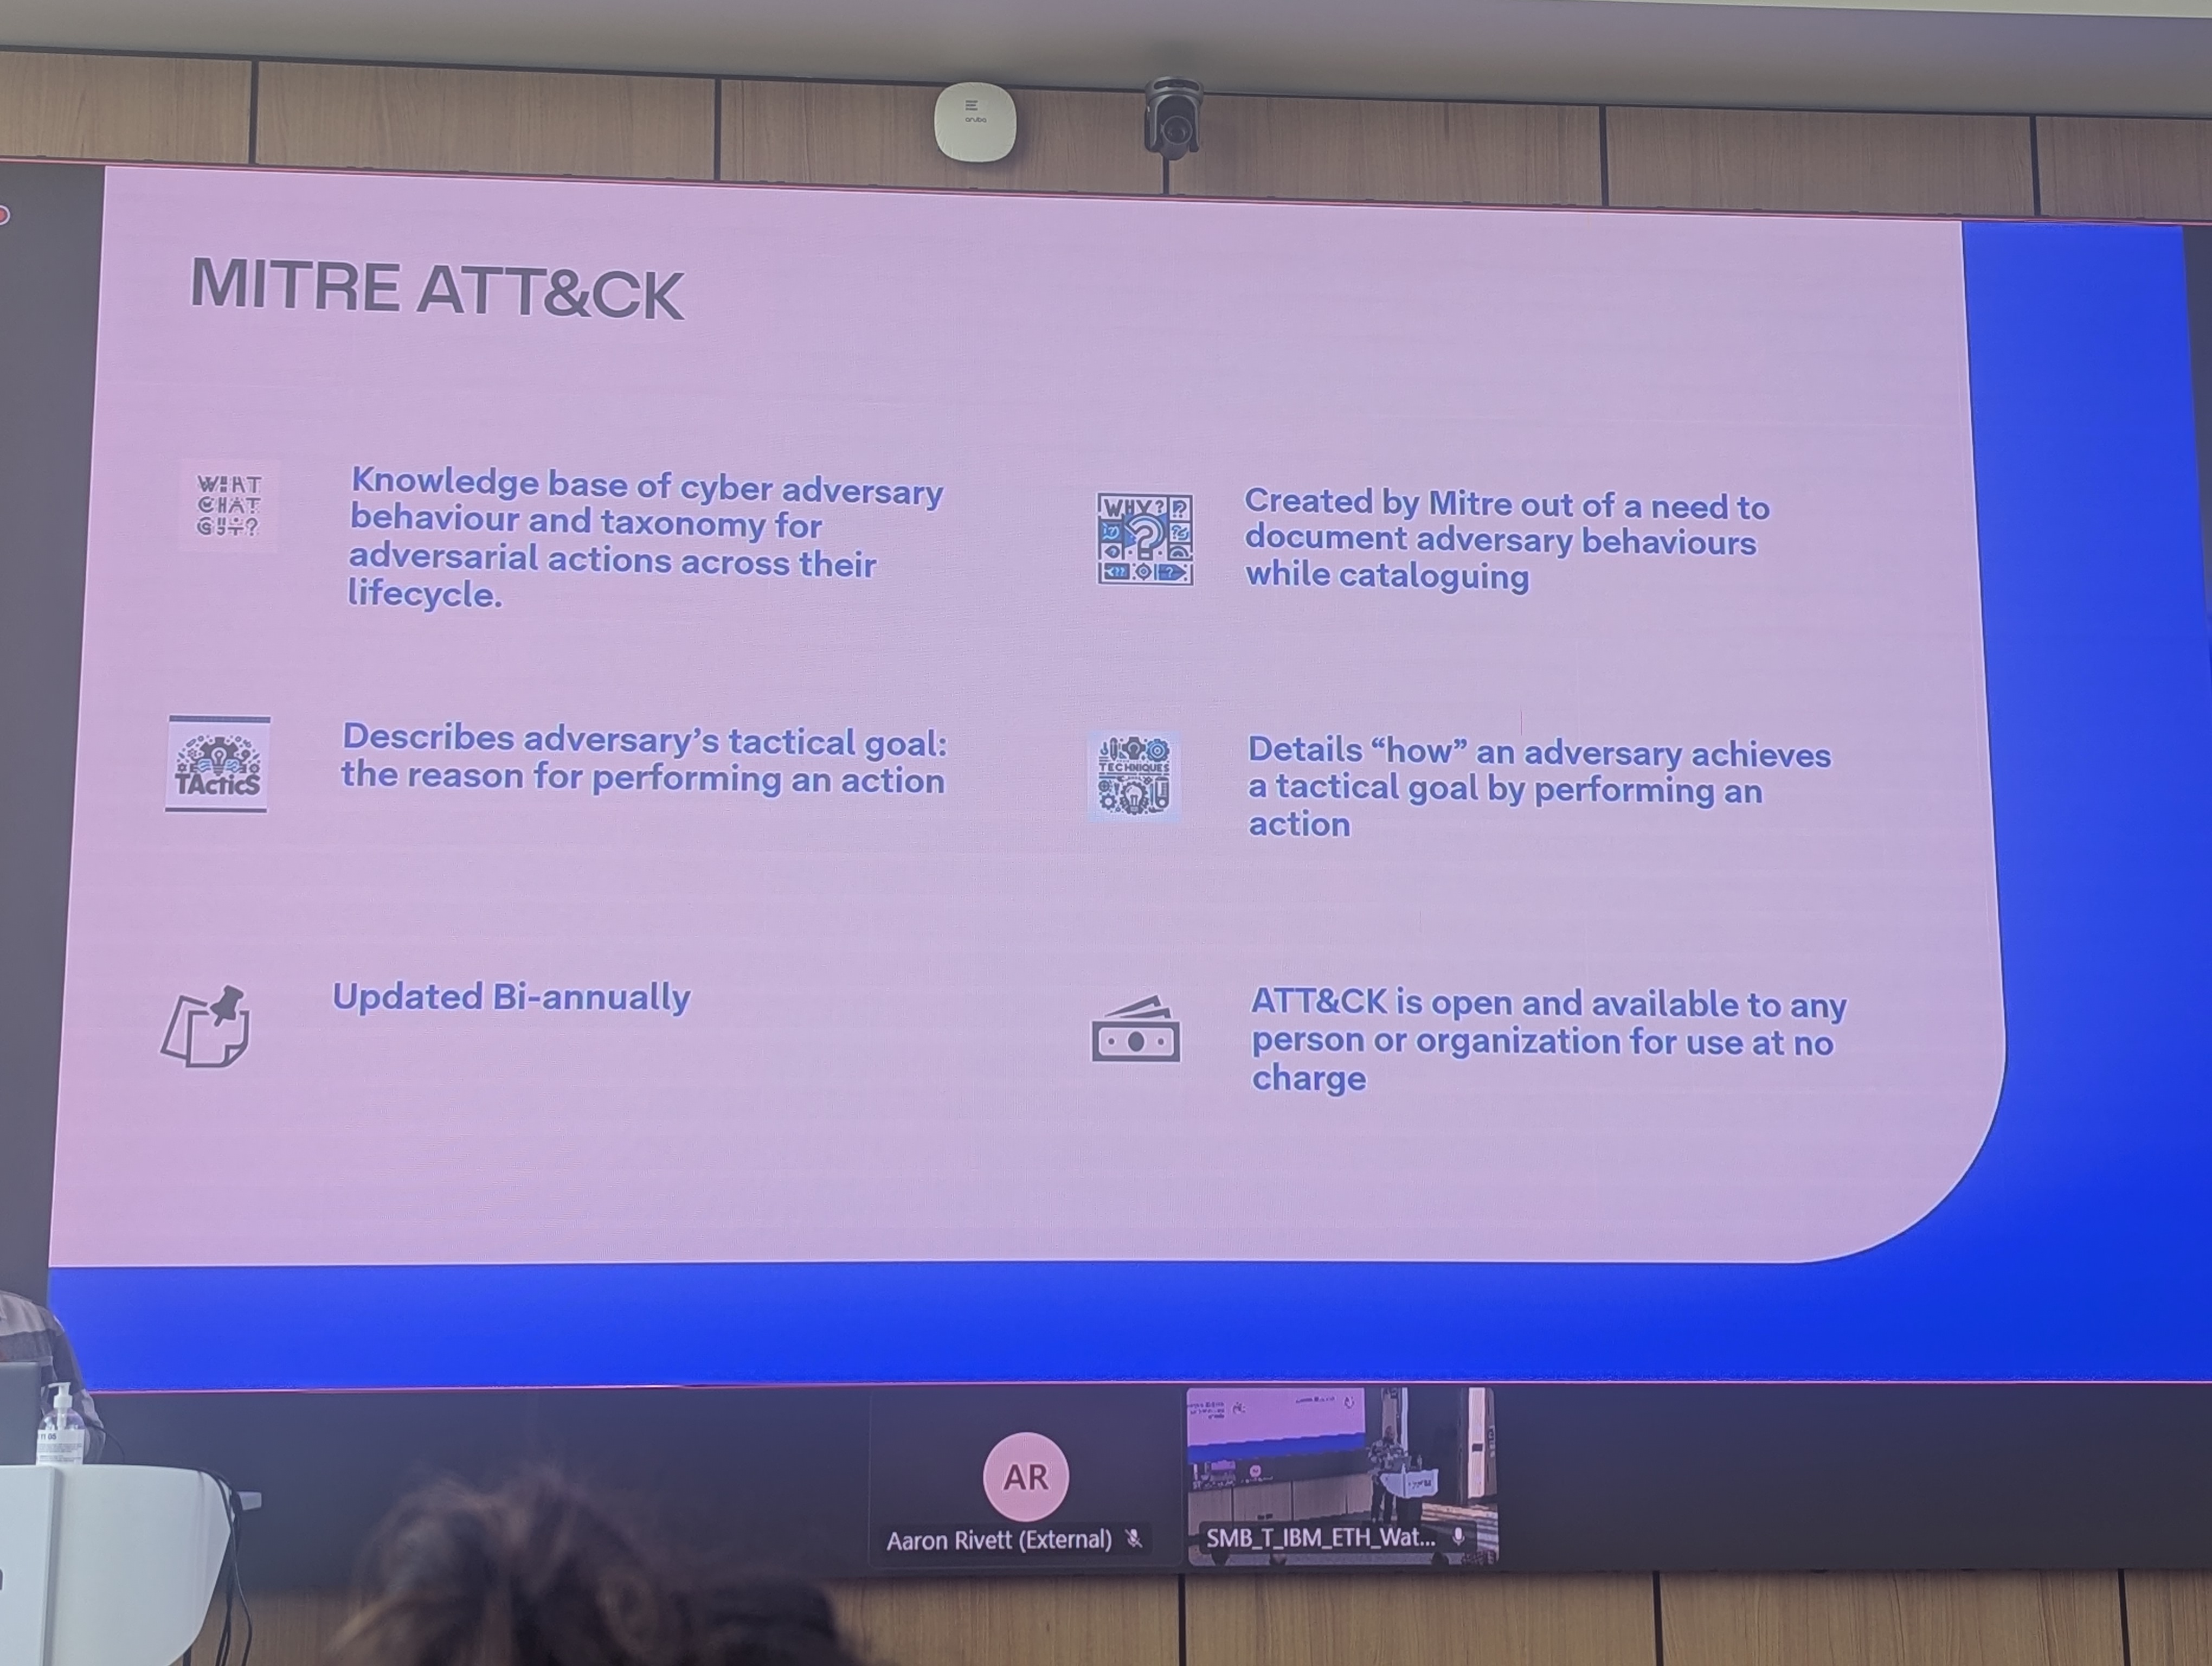 aruba
MITRE ATT&CK
WHAT
CHAT
Knowledge base of cyber adversary
behaviour and taxonomy for
adversarial actions across their
lifecycle.
WHY?
Created by Mitre out of a need to
document adversary behaviours
while cataloguing
TActicS
Describes adversary's tactical goal:
the reason for performing an action
TECHNIQUES
Details “how” an adversary achieves
a tactical goal by performing an
action
Updated Bi-annually
ATT&CK is open and available to any
person or organization for use at no
charge
AR
Aaron Rivett (External)
SMB_T_IBM_ETH_Wat...